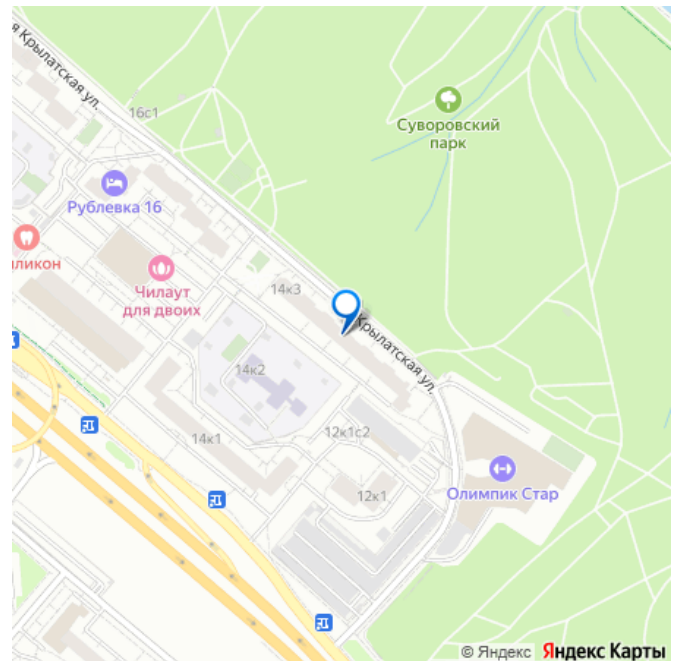 я Крылатская ул.
16с1
Суворовский
парк
Рублевка 16
ликон
Чилаут
для двоих
14к3
Крылатская ул.
14к2
14к1
12к1с2
12к1
Олимпик Стар
© Яндекс Яндекс Карты